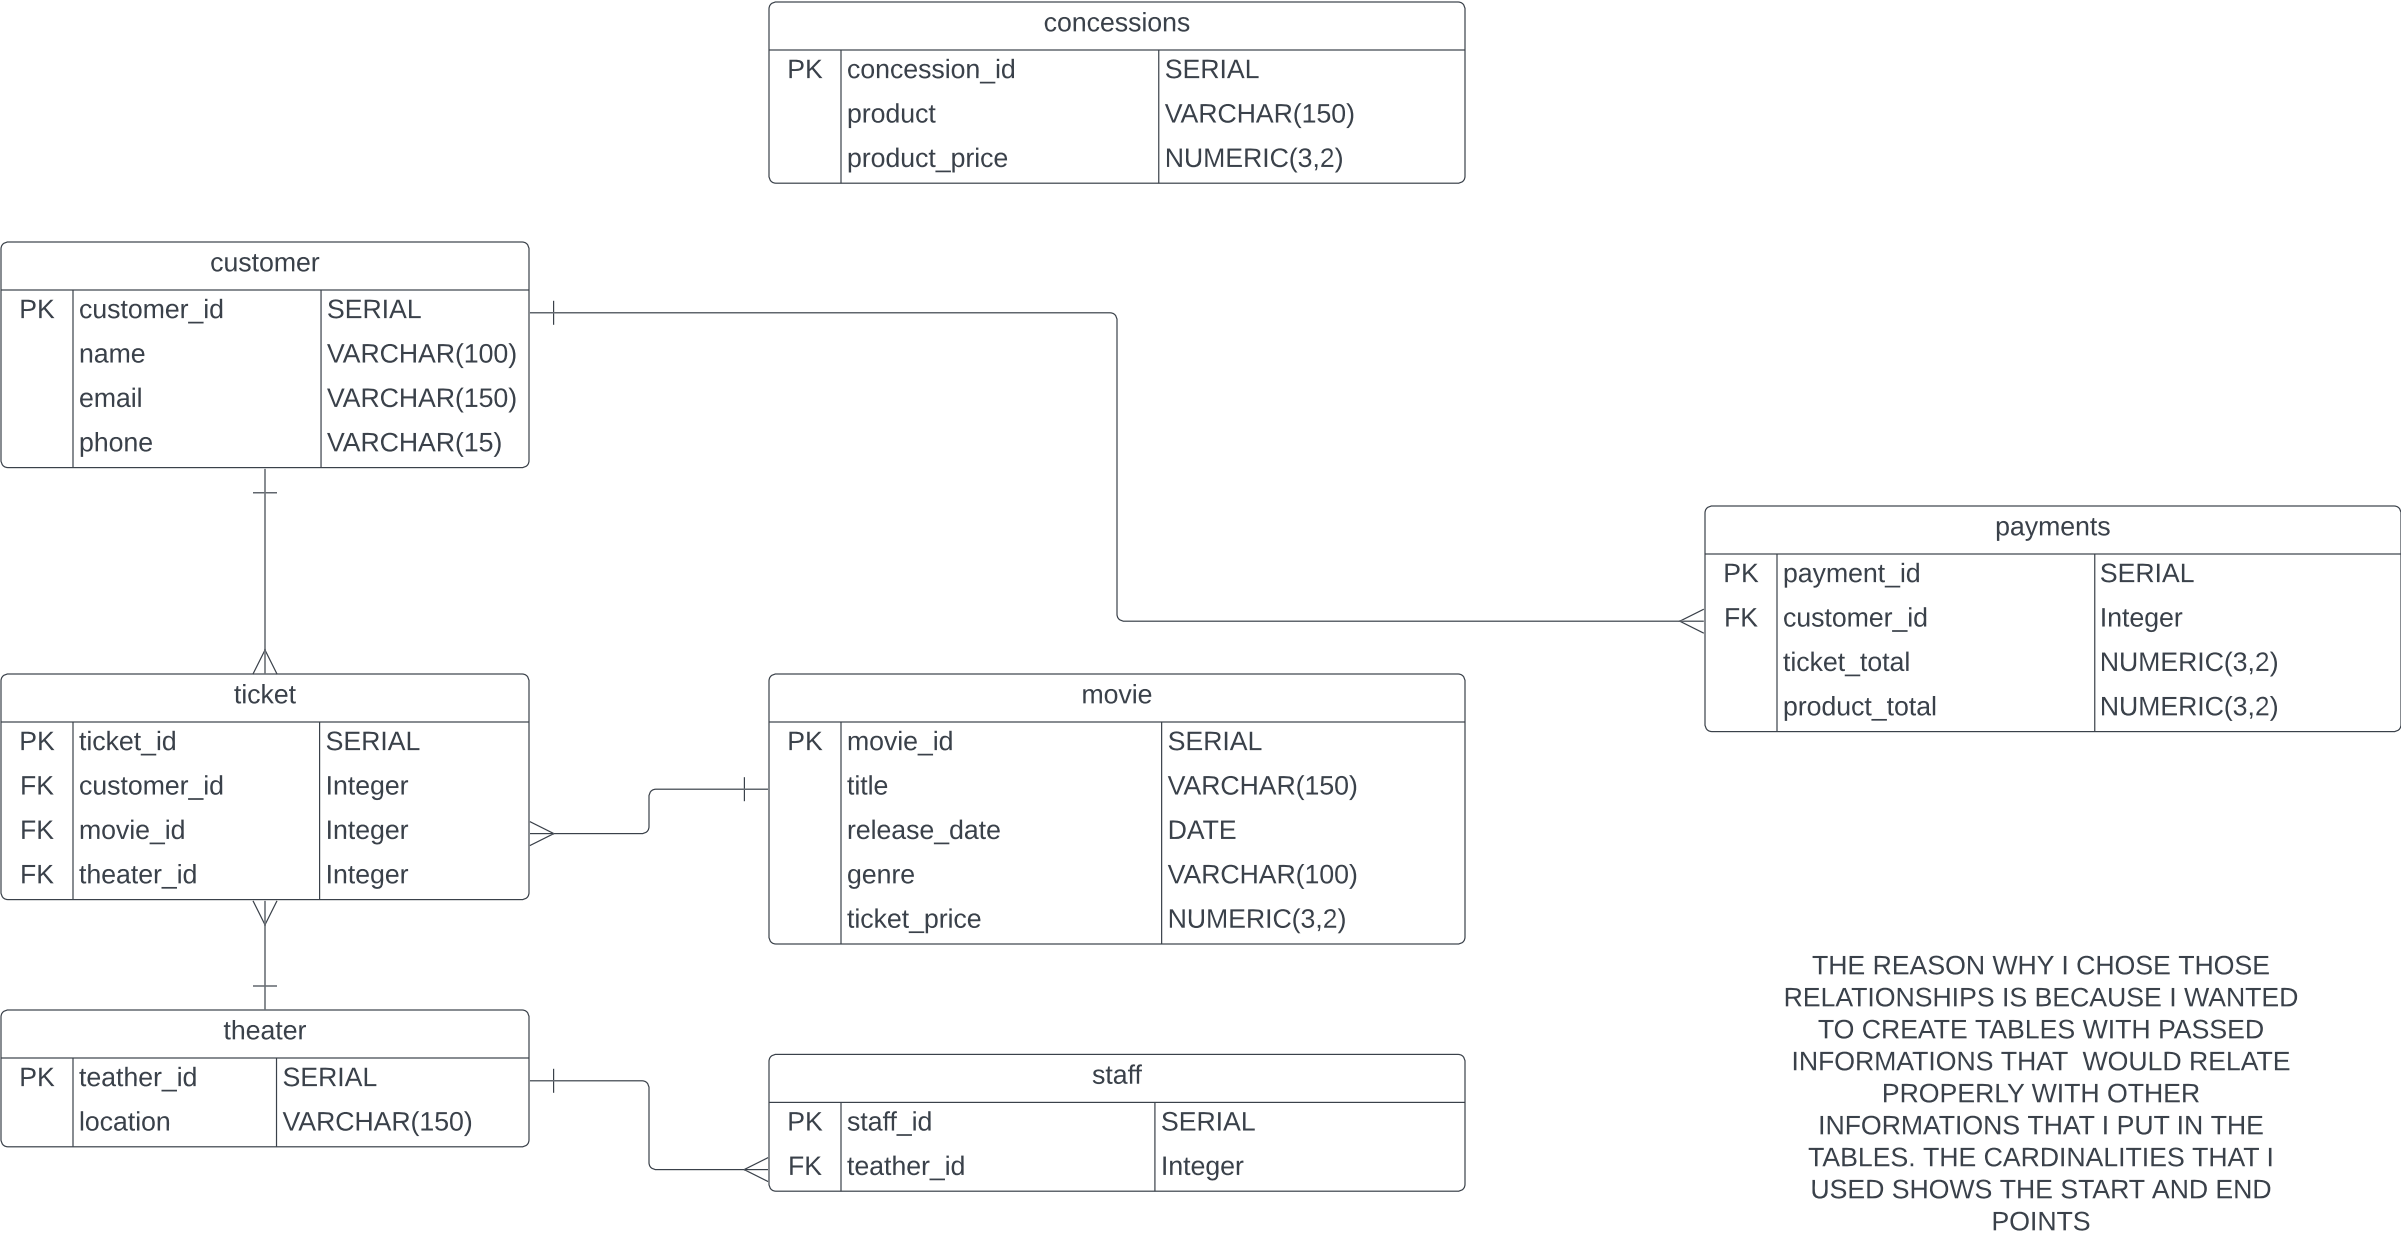 concessions
PK concession_id SERIAL
product VARCHAR(150)
product_price NUMERIC(3,2)
customer
PK customer_id SERIAL
name VARCHAR(100)
email VARCHAR(150)
phone VARCHAR(15)
payments
PK payment_id SERIAL
FK customer_id Integer
ticket_total NUMERIC(3,2)
product_total NUMERIC(3,2)
ticket
PK ticket_id SERIAL
FK customer_id Integer
FK movie_id Integer
FK theater_id Integer
movie
PK movie_id SERIAL
title VARCHAR(150)
release_date DATE
genre VARCHAR(100)
ticket_price NUMERIC(3,2)
theater
PK teather_id SERIAL
location VARCHAR(150)
staff
PK staff_id SERIAL
FK teather_id Integer
THE REASON WHY I CHOSE THOSE
RELATIONSHIPS IS BECAUSE I WANTED
TO CREATE TABLES WITH PASSED
INFORMATIONS THAT  WOULD RELATE
PROPERLY WITH OTHER
INFORMATIONS THAT I PUT IN THE
TABLES. THE CARDINALITIES THAT I
USED SHOWS THE START AND END
POINTS